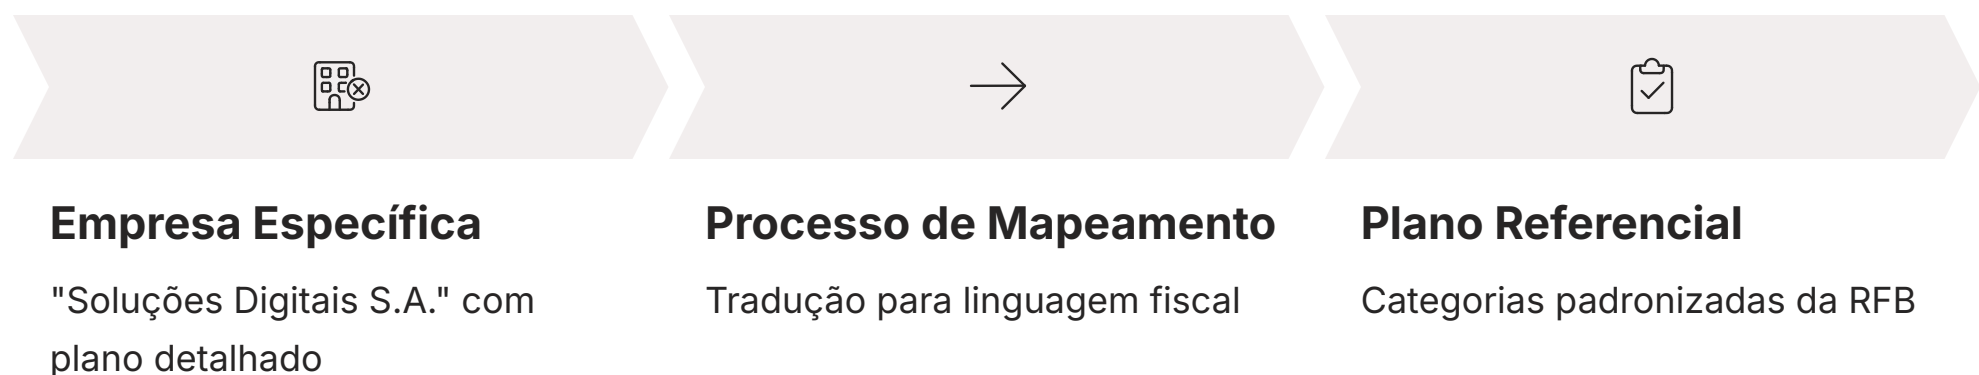 Empresa Específica
"Soluções Digitais S.A." com
plano detalhado
Processo de Mapeamento
Tradução para linguagem fiscal
Plano Referencial
Categorias padronizadas da RFB